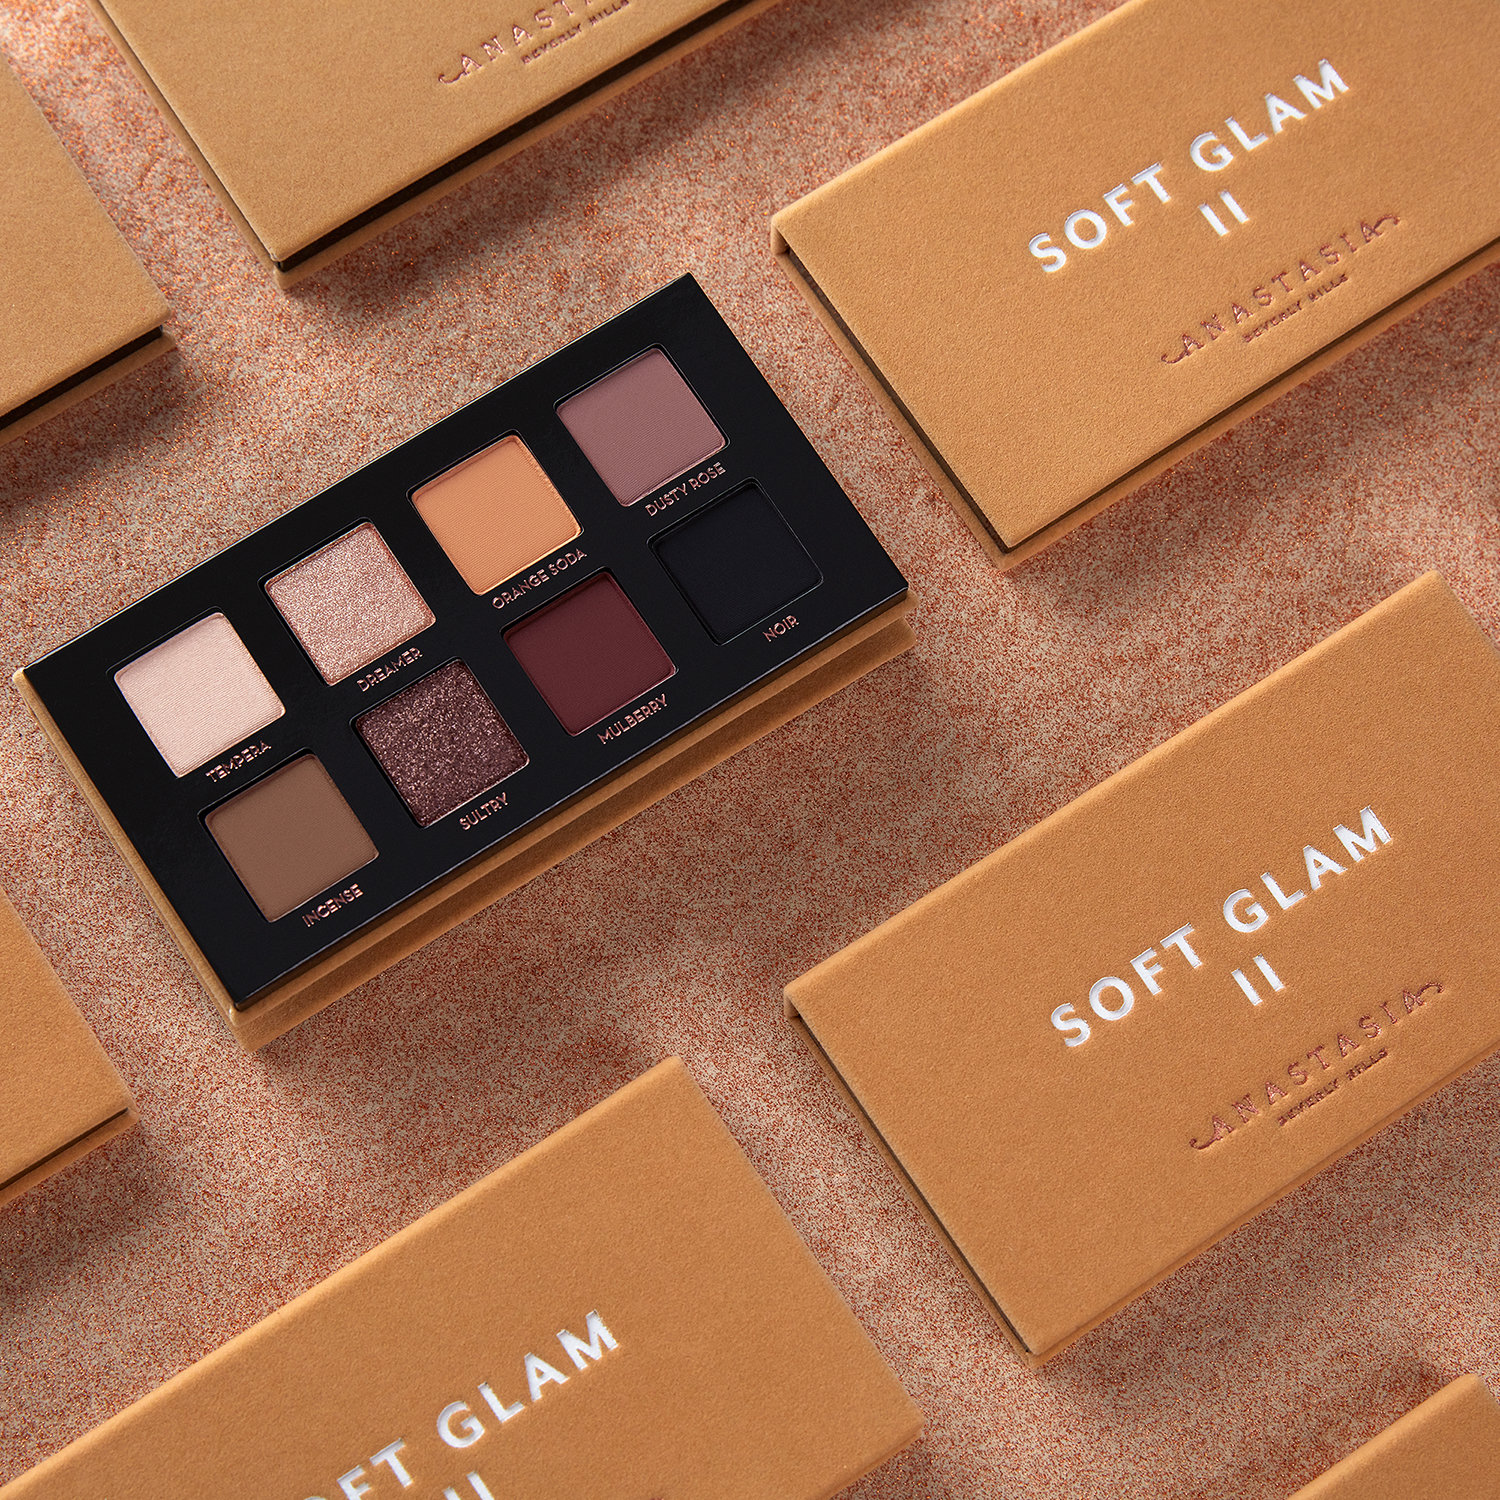 ANASTASIA
BEVERLY HILLS
SOFT GLAM
II
ANASTASIA
BEVERLY HILLS
DUSTY ROSE
ORANGE SODA
NOIR
DREAMER
MULBERRY
TEMPERA
SULTRY
INCENSE
SOFT GLAM
II
ANASTASIA
BEVERLY HILLS
GLAM
II